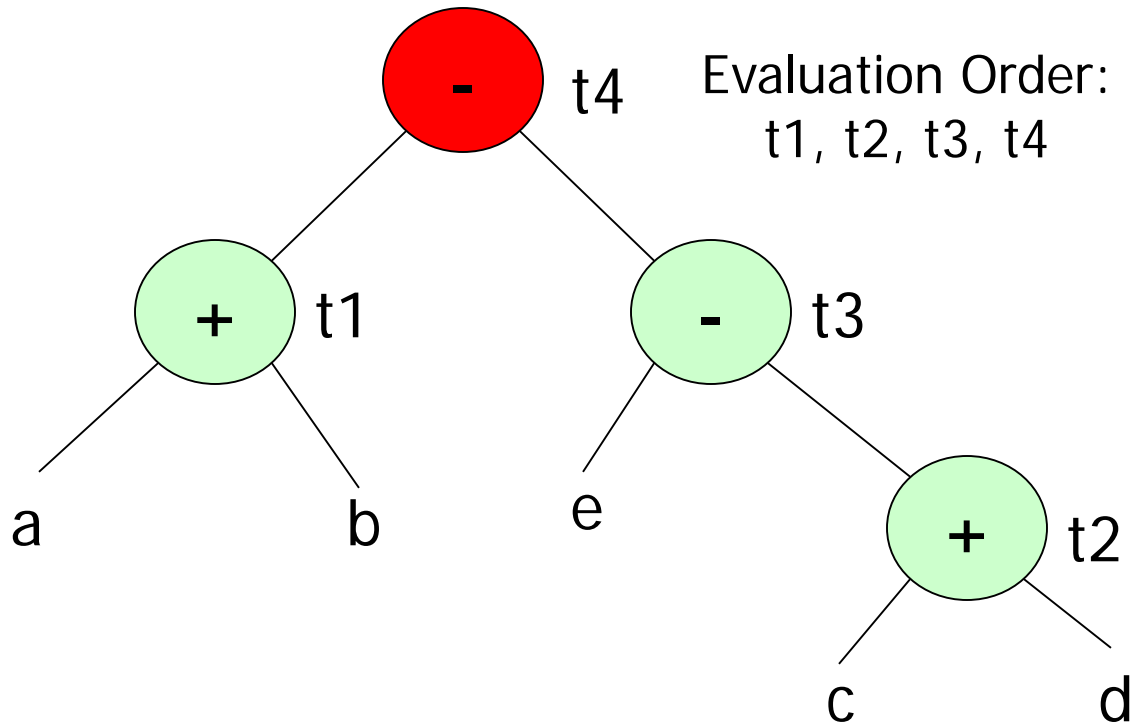 - t4
Evaluation Order:
t1, t2, t3, t4
+ t1
- t3
a
b
e
+ t2
c
d